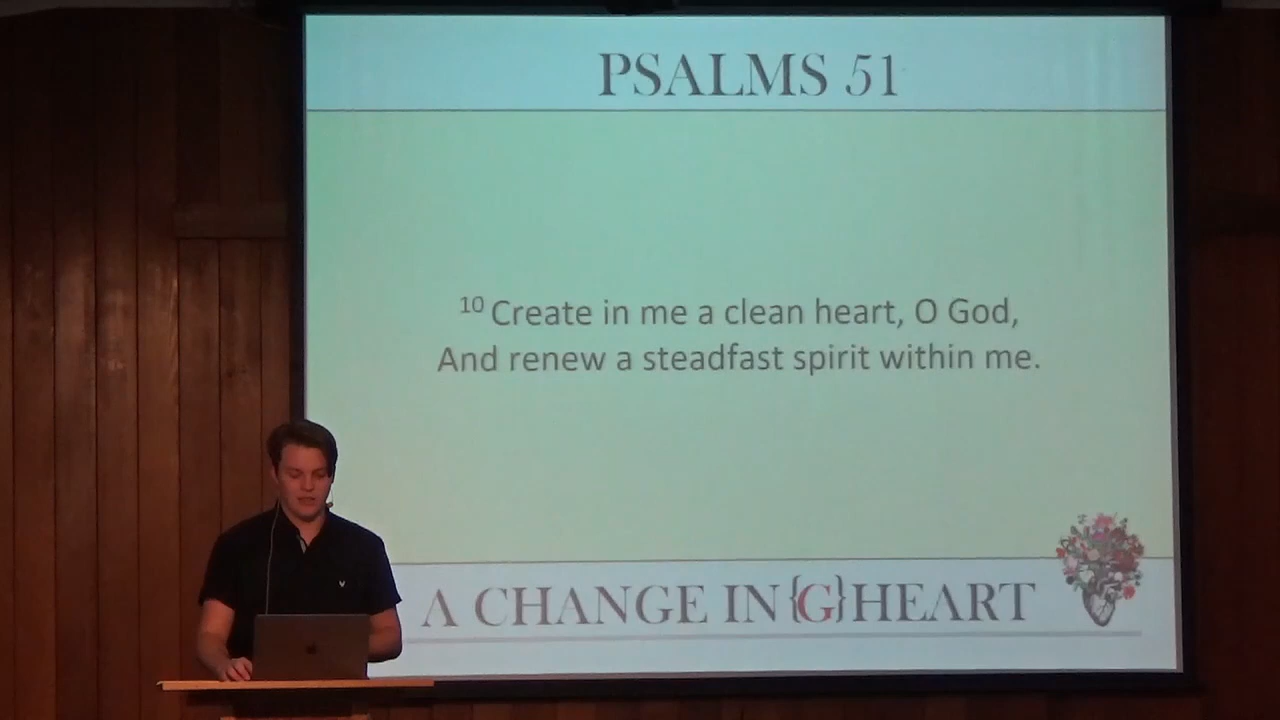 PSALMS 51
10 Create in me a clean heart, O God,
And renew a steadfast spirit within me.
A CHANGE IN{G}HEART